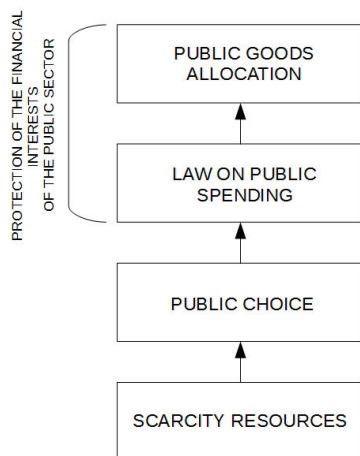 PROTECTION OF THE FINANCIAL
INTERESTS
OF THE PUBLIC SECTOR
PUBLIC GOODS
ALLOCATION
LAW ON PUBLIC
SPENDING
PUBLIC CHOICE
SCARCITY RESOURCES